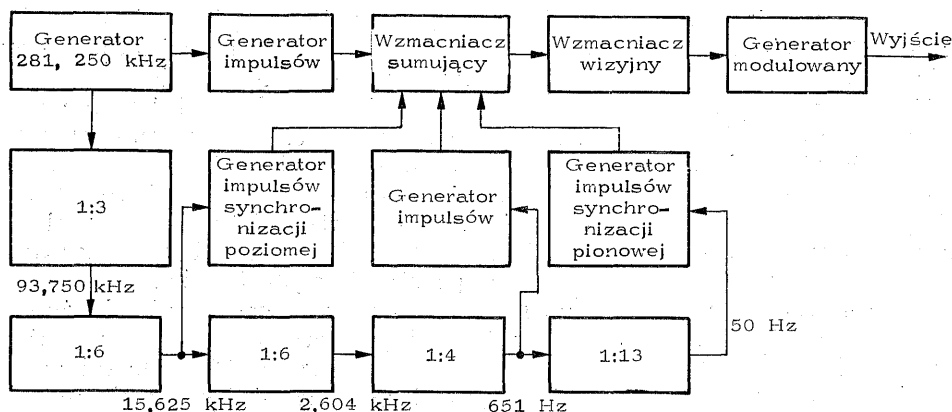 Generator
281, 250 kHz
Generator
impulsów
Wzmacniacz
sumujący
Wzmacniacz
wizyjny
Generator
modulowany
Wyjście
1:3
Generator
impulsów
synchro-
nizacji
poziomej
Generator
impulsów
Generator
impulsów
synchro-
nizacji
pionowej
93,750 kHz
1:6
1:6
1:4
1:13
50 Hz
15,625 kHz
2,604 kHz
651 Hz